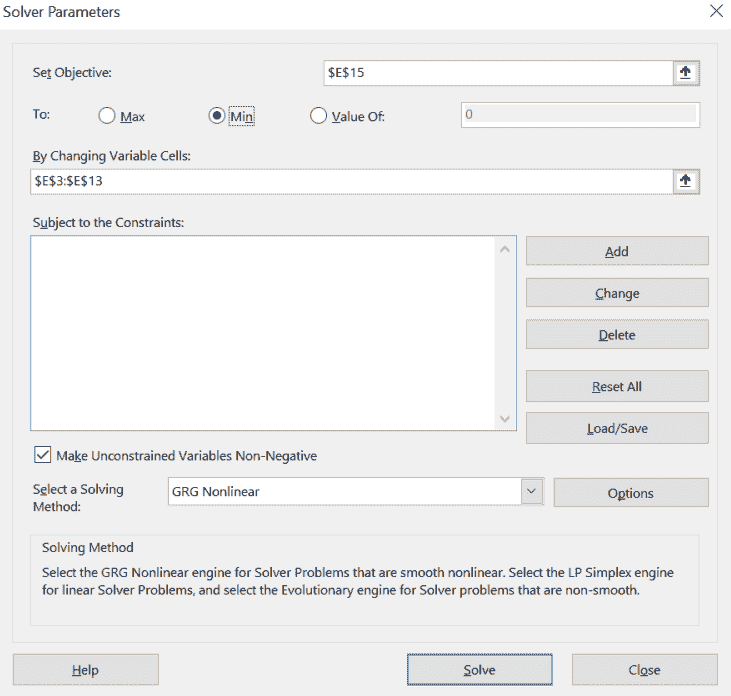 Solver Parameters
Set Objective:
$E$15
To:
Max
Min
Value Of:
0
By Changing Variable Cells:
$E$3:$E$13
Subject to the Constraints:
Add
Change
Delete
Reset All
Load/Save
Make Unconstrained Variables Non-Negative
Select a Solving
Method:
GRG Nonlinear
Options
Solving Method
Select the GRG Nonlinear engine for Solver Problems that are smooth nonlinear. Select the LP Simplex engine
for linear Solver Problems, and select the Evolutionary engine for Solver problems that are non-smooth.
Help
Solve
Close